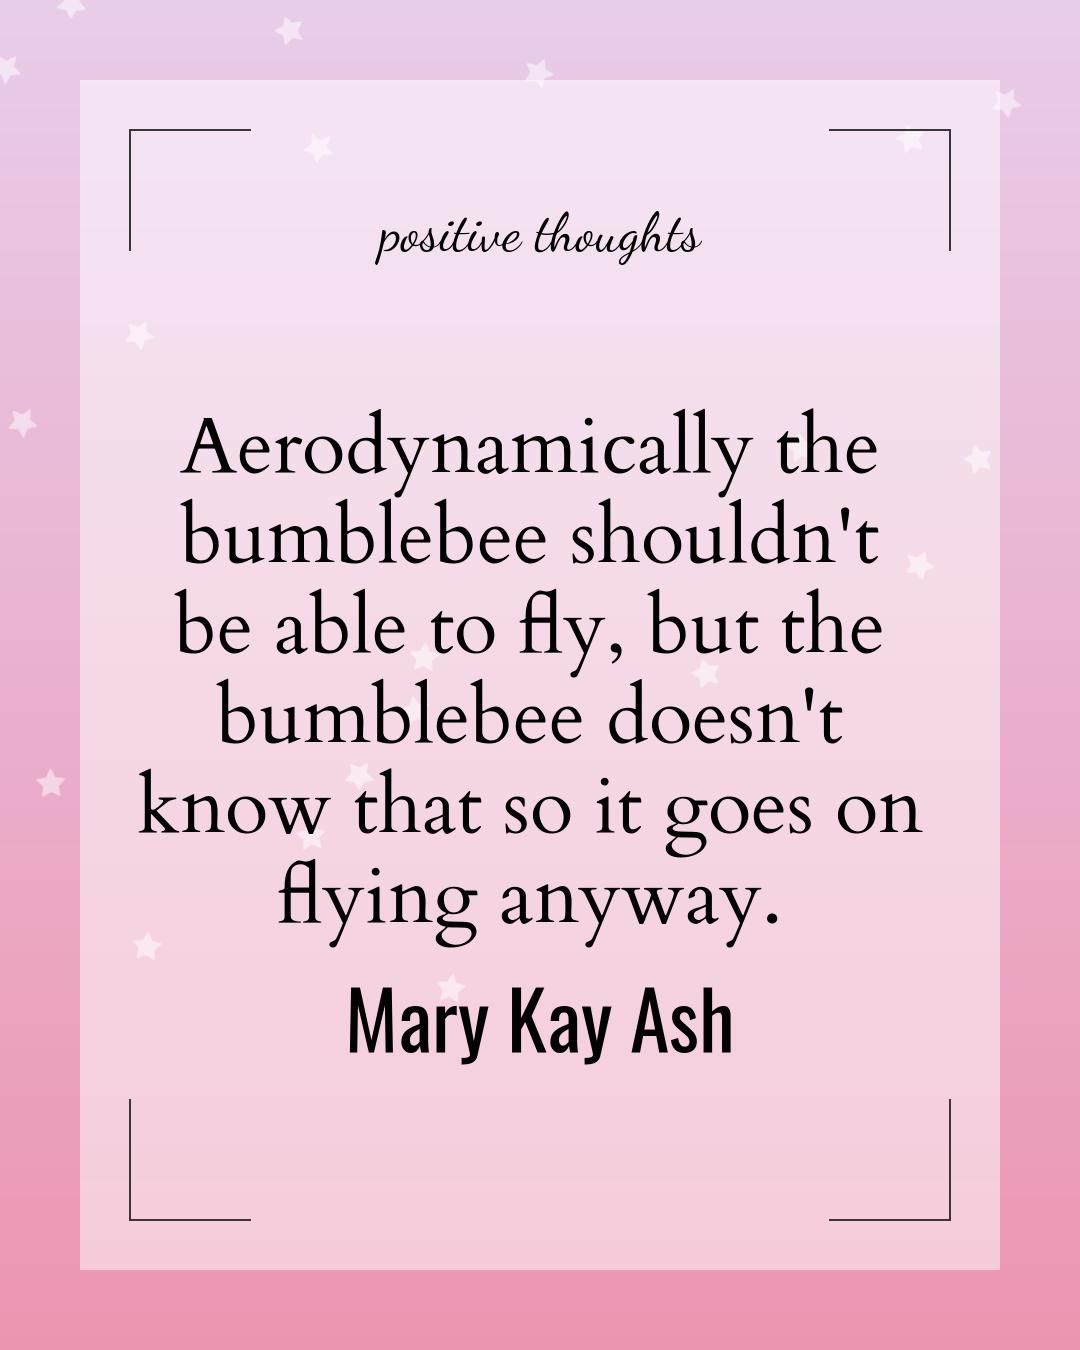 positive thoughts
Aerodynamically the
bumblebee shouldn't
be able to fly, but the
bumblebee doesn't
know that so it goes on
flying anyway.
Mary Kay Ash